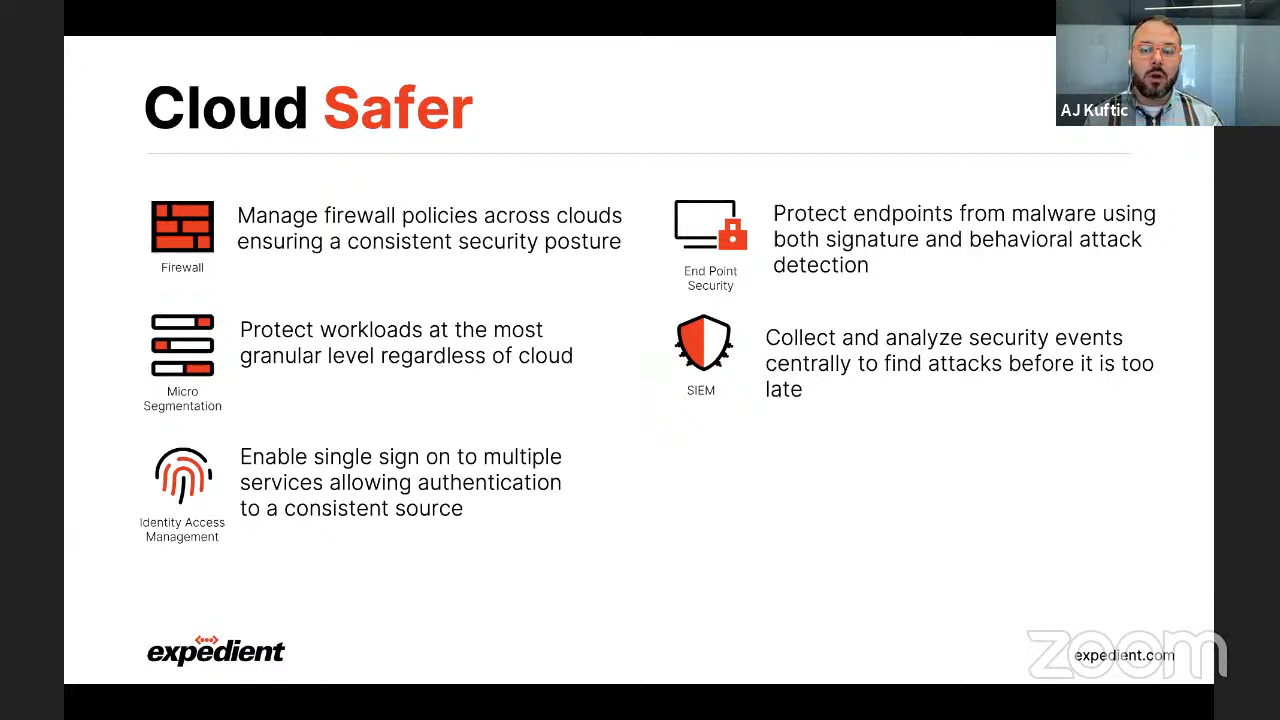 Cloud Safer
AJ Kuftic
Manage firewall policies across clouds
ensuring a consistent security posture
Firewall
Protect workloads at the most
granular level regardless of cloud
Micro
Segmentation
Enable single sign on to multiple
services allowing authentication
to a consistent source
Identity Access
Management
Protect endpoints from malware using
both signature and behavioral attack
detection
End Point
Security
Collect and analyze security events
centrally to find attacks before it is too
late
SIEM
expedient
expedient.com
zoom